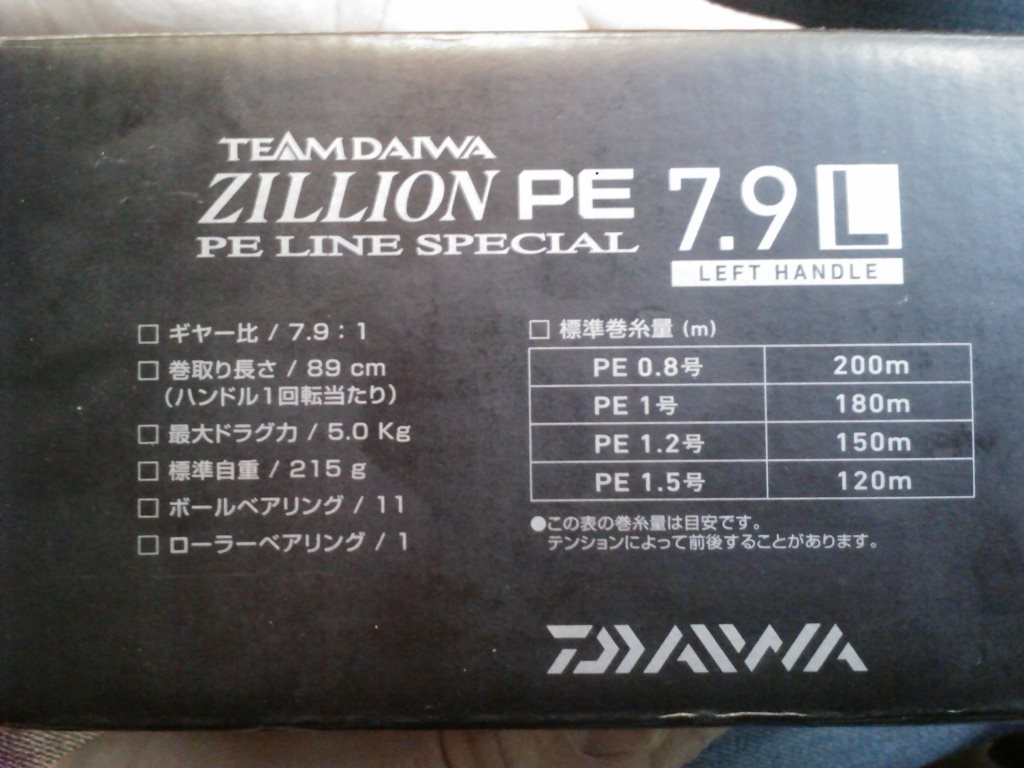 TEAM DAIWA
ZILLION PE 7.9 L
PE LINE SPECIAL
LEFT HANDLE
□ ギヤー比 / 7.9 : 1
□ 巻取り長さ / 89 cm
（ハンドル1回転当たり）
□ 最大ドラグ力 / 5.0 Kg
□ 標準自重 / 215 g
□ ボールベアリング / 11
□ ローラーベアリング / 1
□ 標準巻糸量 (m)
PE 0.8号 200m
PE 1号 180m
PE 1.2号 150m
PE 1.5号 120m
●この表の巻糸量は目安です。
テンションによって前後することがあります。
DAIWA